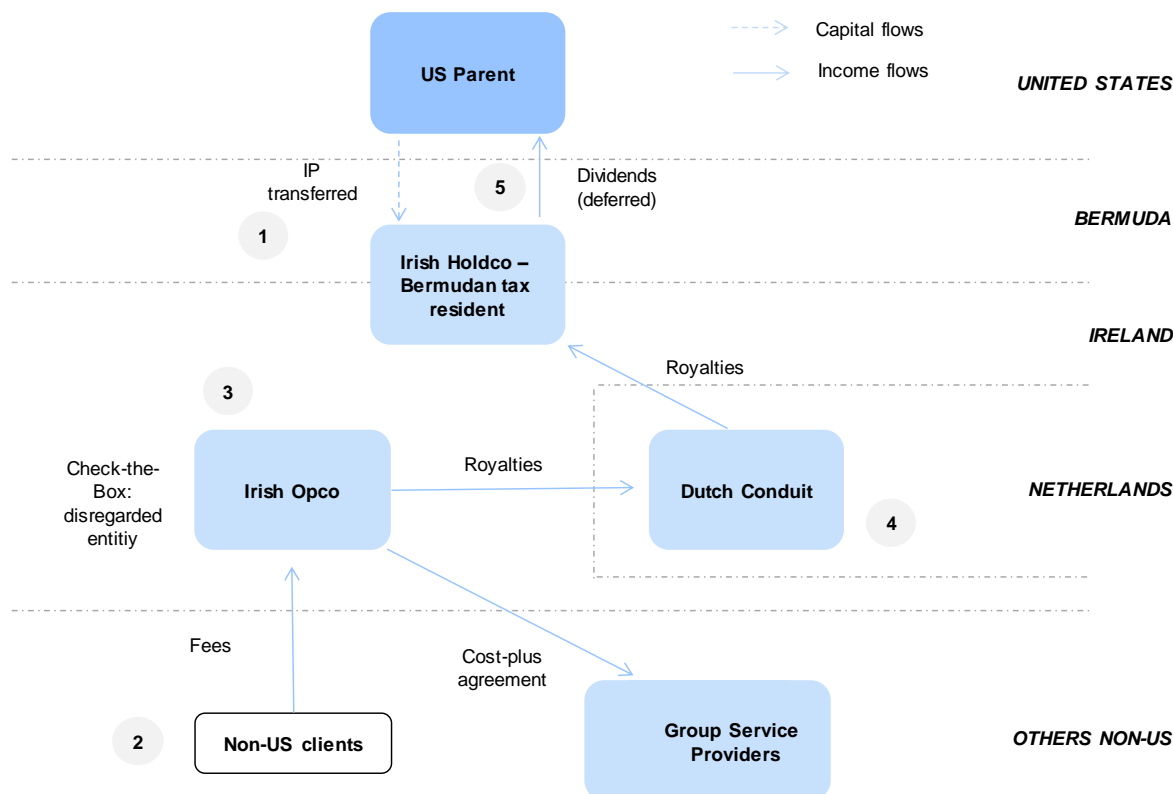 Capital flows
US Parent
Income flows
UNITED STATES
IP
transferred
5
Dividends
(deferred)
BERMUDA
1
Irish Holdco –
Bermudan tax
resident
IRELAND
Royalties
3
Check-the-
Box:
disregarded
entitiy
Irish Opco
Royalties
Dutch Conduit
NETHERLANDS
4
Fees
Cost-plus
agreement
2
Non-US clients
Group Service
Providers
OTHERS NON-US